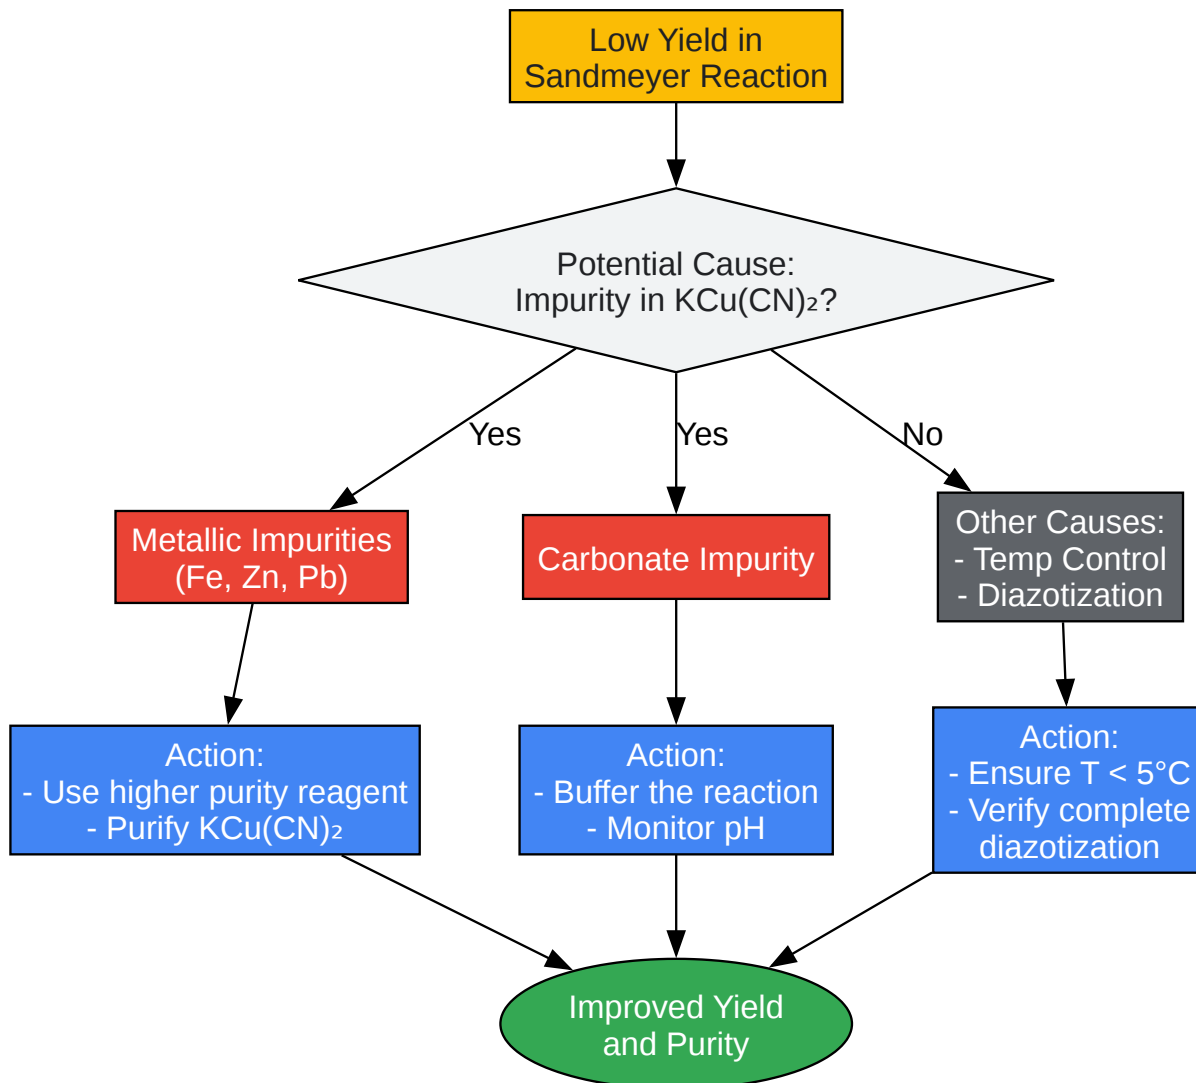 Low Yield in
Sandmeyer Reaction
Potential Cause:
Impurity in KCu(CN)₂?
Yes
Yes
No
Metallic Impurities
(Fe, Zn, Pb)
Carbonate Impurity
Other Causes:
- Temp Control
- Diazotization
Action:
- Use higher purity reagent
- Purify KCu(CN)₂
Action:
- Buffer the reaction
- Monitor pH
Action:
- Ensure T < 5°C
- Verify complete
diazotization
Improved Yield
and Purity